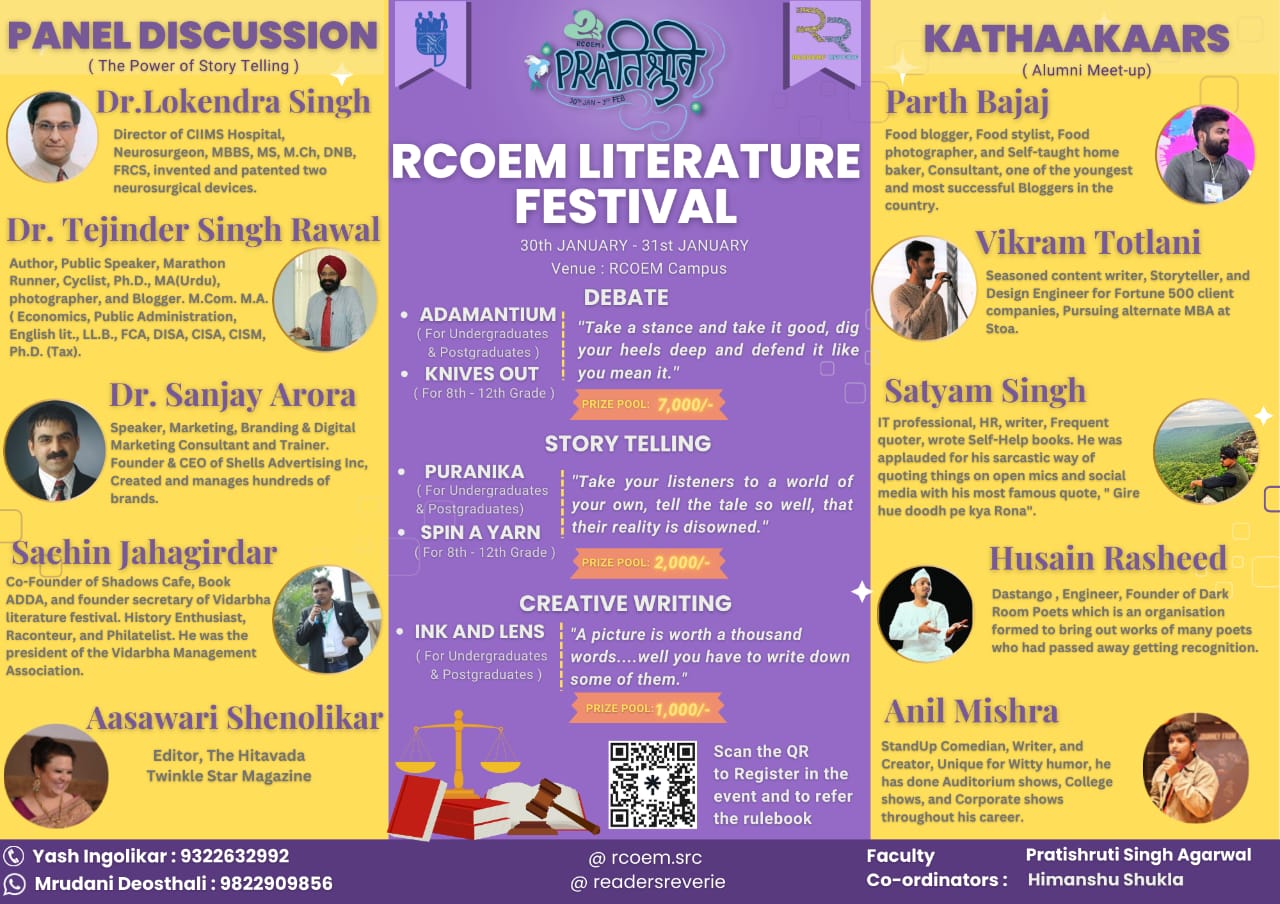 PANEL DISCUSSION
( The Power of Story Telling )
Dr.Lokendra Singh
Director of CIIMS Hospital,
Neurosurgeon, MBBS, MS, M.Ch, DNB,
FRCS, invented and patented two
neurosurgical devices.
Dr. Tejinder Singh Rawal
Author, Public Speaker, Marathon
Runner, Cyclist, Ph.D., MA(Urdu),
photographer, and Blogger. M.Com. M.A.
( Economics, Public Administration,
English lit., LL.B., FCA, DISA, CISA, CISM,
Ph.D. (Tax).
Dr. Sanjay Arora
Speaker, Marketing, Branding & Digital
Marketing Consultant and Trainer.
Founder & CEO of Shells Advertising Inc,
Created and manages hundreds of
brands.
Sachin Jahagirdar
Co-Founder of Shadows Cafe, Book
ADDA, and founder secretary of Vidarbha
literature festival. History Enthusiast,
Raconteur, and Philatelist. He was the
president of the Vidarbha Management
Association.
Aasawari Shenolikar
Editor, The Hitavada
Twinkle Star Magazine
RCOEM's
PRAतिश्रुति
30TH JAN - 3RD FEB
READERS' REVERIE
RCOEM LITERATURE
FESTIVAL
30th JANUARY - 31st JANUARY
Venue : RCOEM Campus
DEBATE
• ADAMANTIUM
( For Undergraduates
& Postgraduates )
• KNIVES OUT
( For 8th - 12th Grade )
"Take a stance and take it good, dig
your heels deep and defend it like
you mean it."
PRIZE POOL: 7,000/-
STORY TELLING
• PURANIKA
( For Undergraduates
& Postgraduates)
• SPIN A YARN
( For 8th - 12th Grade )
"Take your listeners to a world of
your own, tell the tale so well, that
their reality is disowned."
PRIZE POOL: 2,000/-
CREATIVE WRITING
• INK AND LENS
( For Undergraduates
& Postgraduates )
"A picture is worth a thousand
words....well you have to write down
some of them."
PRIZE POOL: 1,000/-
Scan the QR
to Register in the
event and to refer
the rulebook
KATHAAKAARS
( Alumni Meet-up)
Parth Bajaj
Food blogger, Food stylist, Food
photographer, and Self-taught home
baker, Consultant, one of the youngest
and most successful Bloggers in the
country.
Vikram Totlani
Seasoned content writer, Storyteller, and
Design Engineer for Fortune 500 client
companies, Pursuing alternate MBA at
Stoa.
Satyam Singh
IT professional, HR, writer, Frequent
quoter, wrote Self-Help books. He was
applauded for his sarcastic way of
quoting things on open mics and social
media with his most famous quote, " Gire
hue doodh pe kya Rona".
Husain Rasheed
Dastango , Engineer, Founder of Dark
Room Poets which is an organisation
formed to bring out works of many poets
who had passed away getting recognition.
Anil Mishra
StandUp Comedian, Writer, and
Creator, Unique for Witty humor, he
has done Auditorium shows, College
shows, and Corporate shows
throughout his career.
Yash Ingolikar : 9322632992
Mrudani Deosthali : 9822909856
@ rcoem.src
@ readersreverie
Faculty
Co-ordinators :
Pratishruti Singh Agarwal
Himanshu Shukla